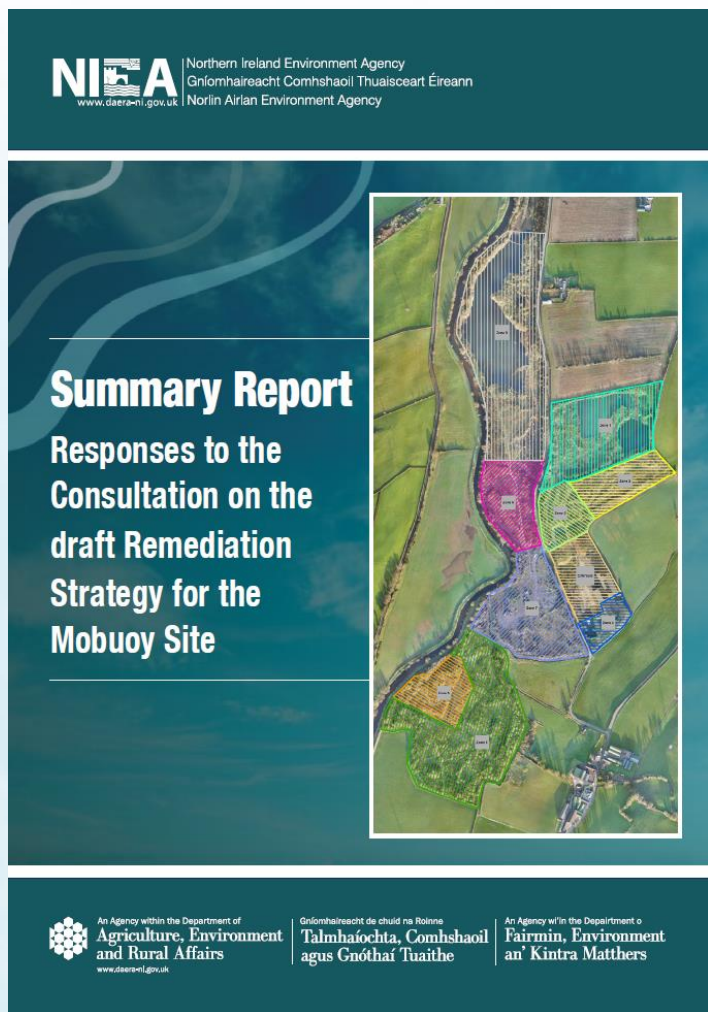 NIEA
www.daera-ni.gov.uk
Northern Ireland Environment Agency
Gníomhaireacht Comhshaoil Thuaisceart Éireann
Norlin Airlan Environment Agency
Summary Report
Responses to the
Consultation on the
draft Remediation
Strategy for the
Mobuoy Site
An Agency within the Department of
Agriculture, Environment
and Rural Affairs
www.daera-ni.gov.uk
Gníomhaireacht de chuid na Roinne
Talmhaíochta, Comhshaoil
agus Gnóthaí Tuaithe
An Agency wi'in the Depairtment o
Fairmin, Environment
an' Kintra Matthers